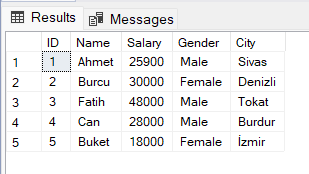 Results Messages
ID Name Salary Gender City
1 1 Ahmet 25900 Male Sivas
2 2 Burcu 30000 Female Denizli
3 3 Fatih 48000 Male Tokat
4 4 Can 28000 Male Burdur
5 5 Buket 18000 Female İzmir